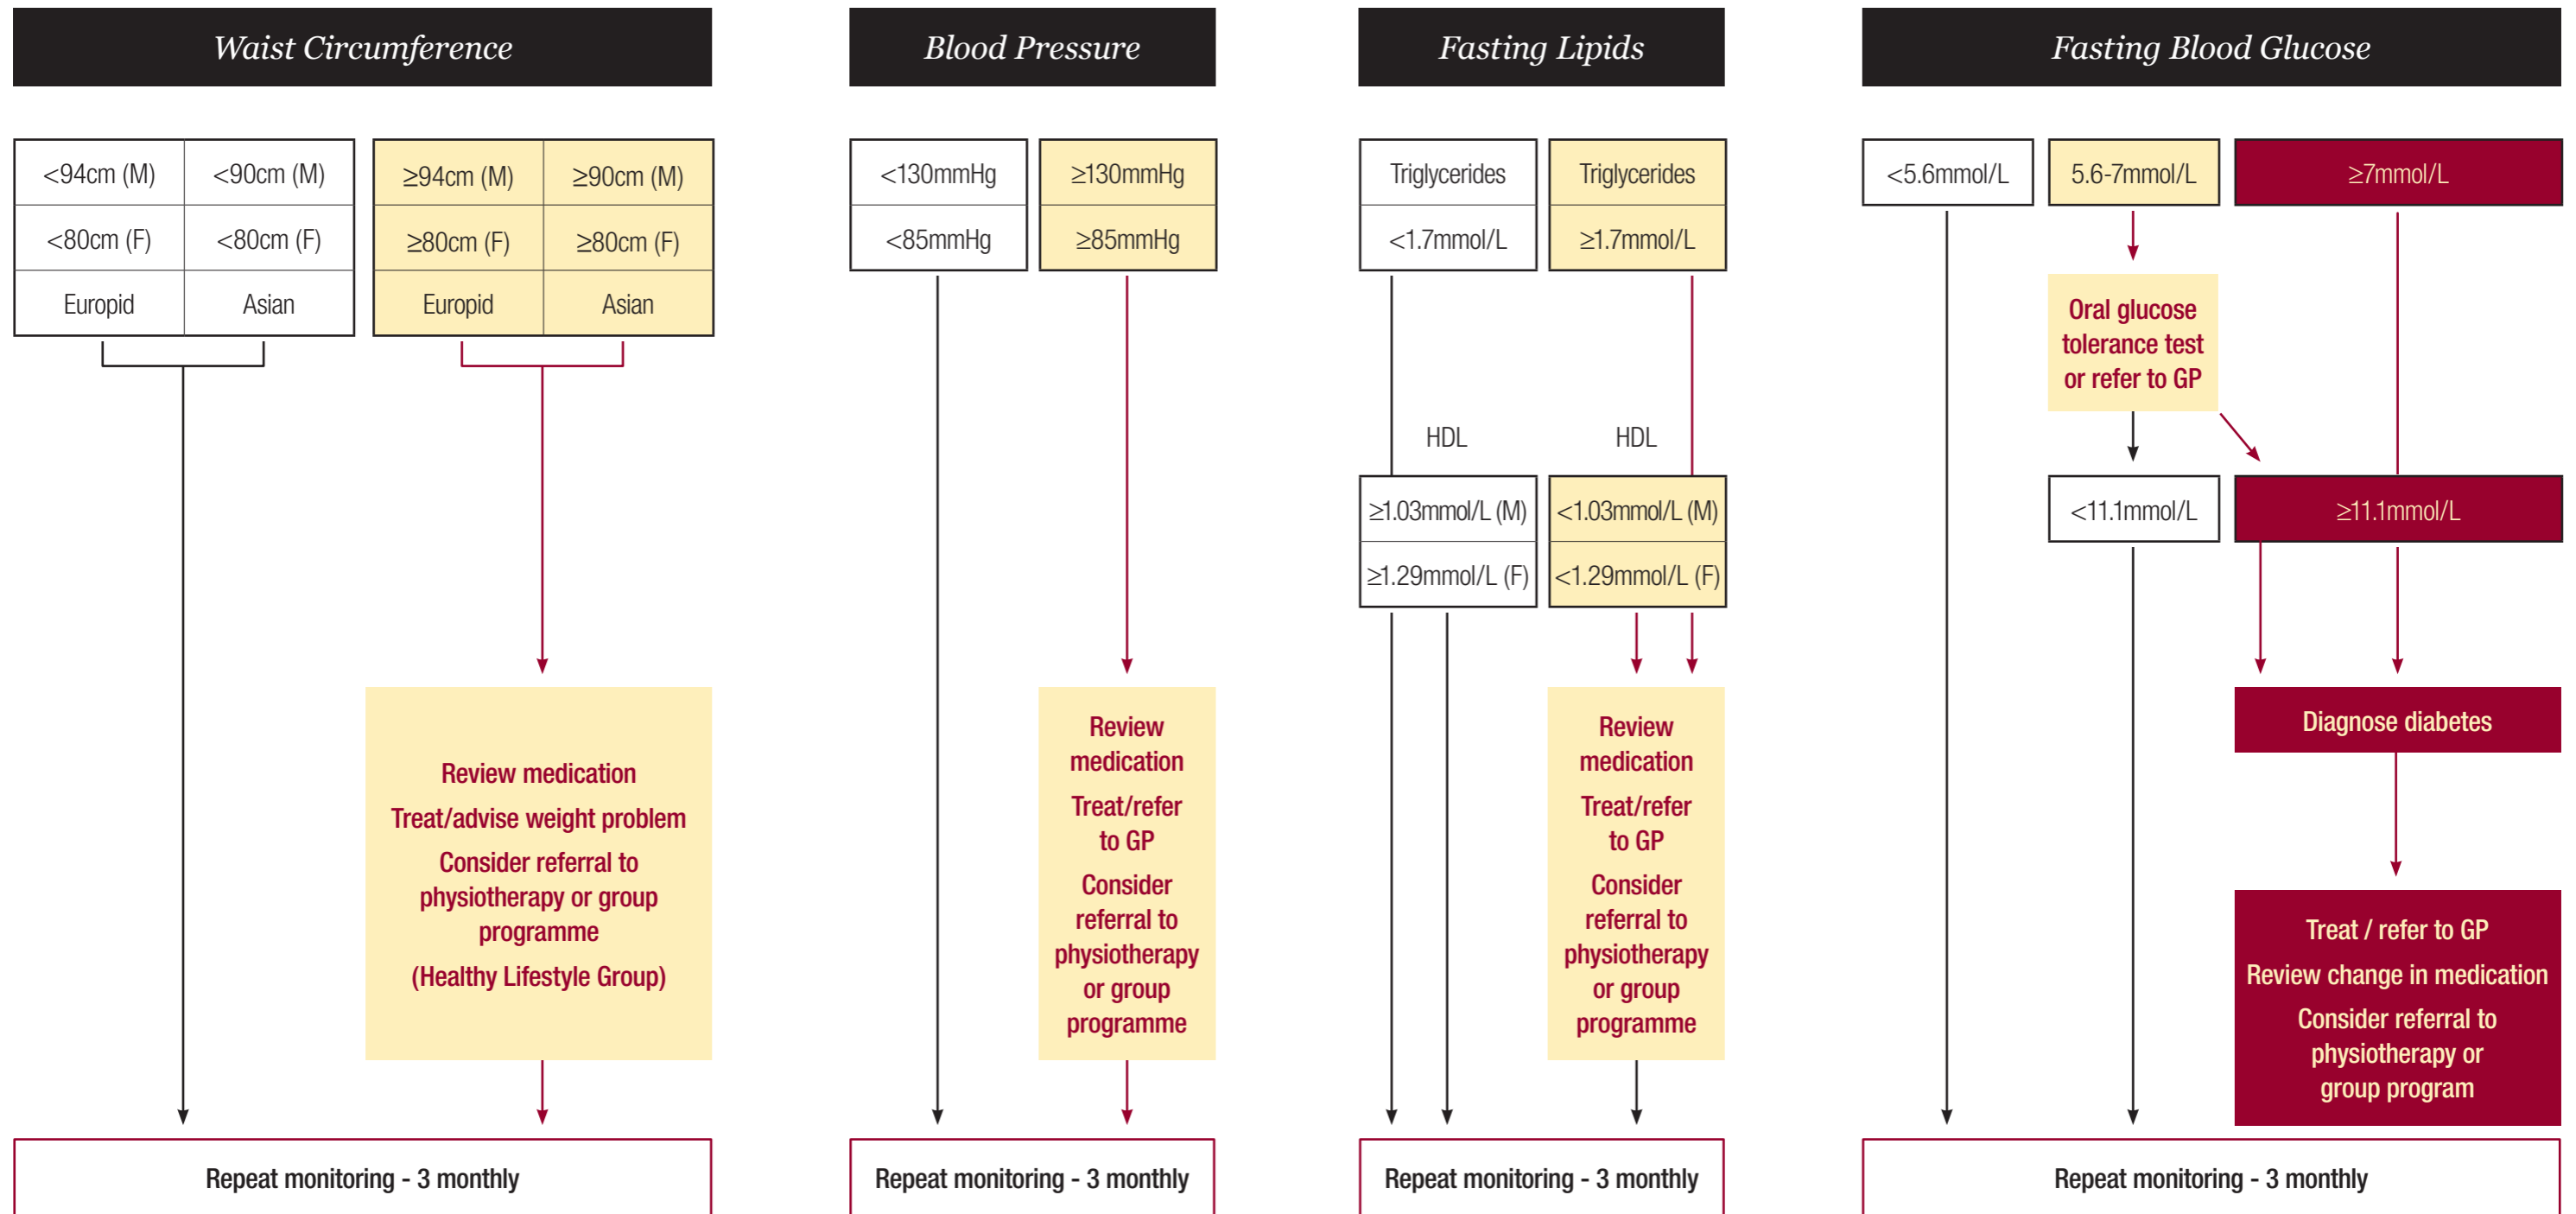 Waist Circumference
<94cm (M)
<90cm (M)
<80cm (F)
<80cm (F)
Europid
Asian
≥94cm (M)
≥90cm (M)
≥80cm (F)
≥80cm (F)
Europid
Asian
Review medication
Treat/advise weight problem
Consider referral to
physiotherapy or group
programme
(Healthy Lifestyle Group)
Repeat monitoring - 3 monthly
Blood Pressure
<130mmHg
<85mmHg
≥130mmHg
≥85mmHg
Review
medication
Treat/refer
to GP
Consider
referral to
physiotherapy
or group
programme
Repeat monitoring - 3 monthly
Fasting Lipids
Triglycerides
<1.7mmol/L
Triglycerides
≥1.7mmol/L
HDL
HDL
≥1.03mmol/L (M)
≥1.29mmol/L (F)
<1.03mmol/L (M)
<1.29mmol/L (F)
Review
medication
Treat/refer
to GP
Consider
referral to
physiotherapy
or group
programme
Repeat monitoring - 3 monthly
Fasting Blood Glucose
<5.6mmol/L
5.6-7mmol/L
≥7mmol/L
Oral glucose
tolerance test
or refer to GP
<11.1mmol/L
≥11.1mmol/L
Diagnose diabetes
Treat / refer to GP
Review change in medication
Consider referral to
physiotherapy or
group program
Repeat monitoring - 3 monthly